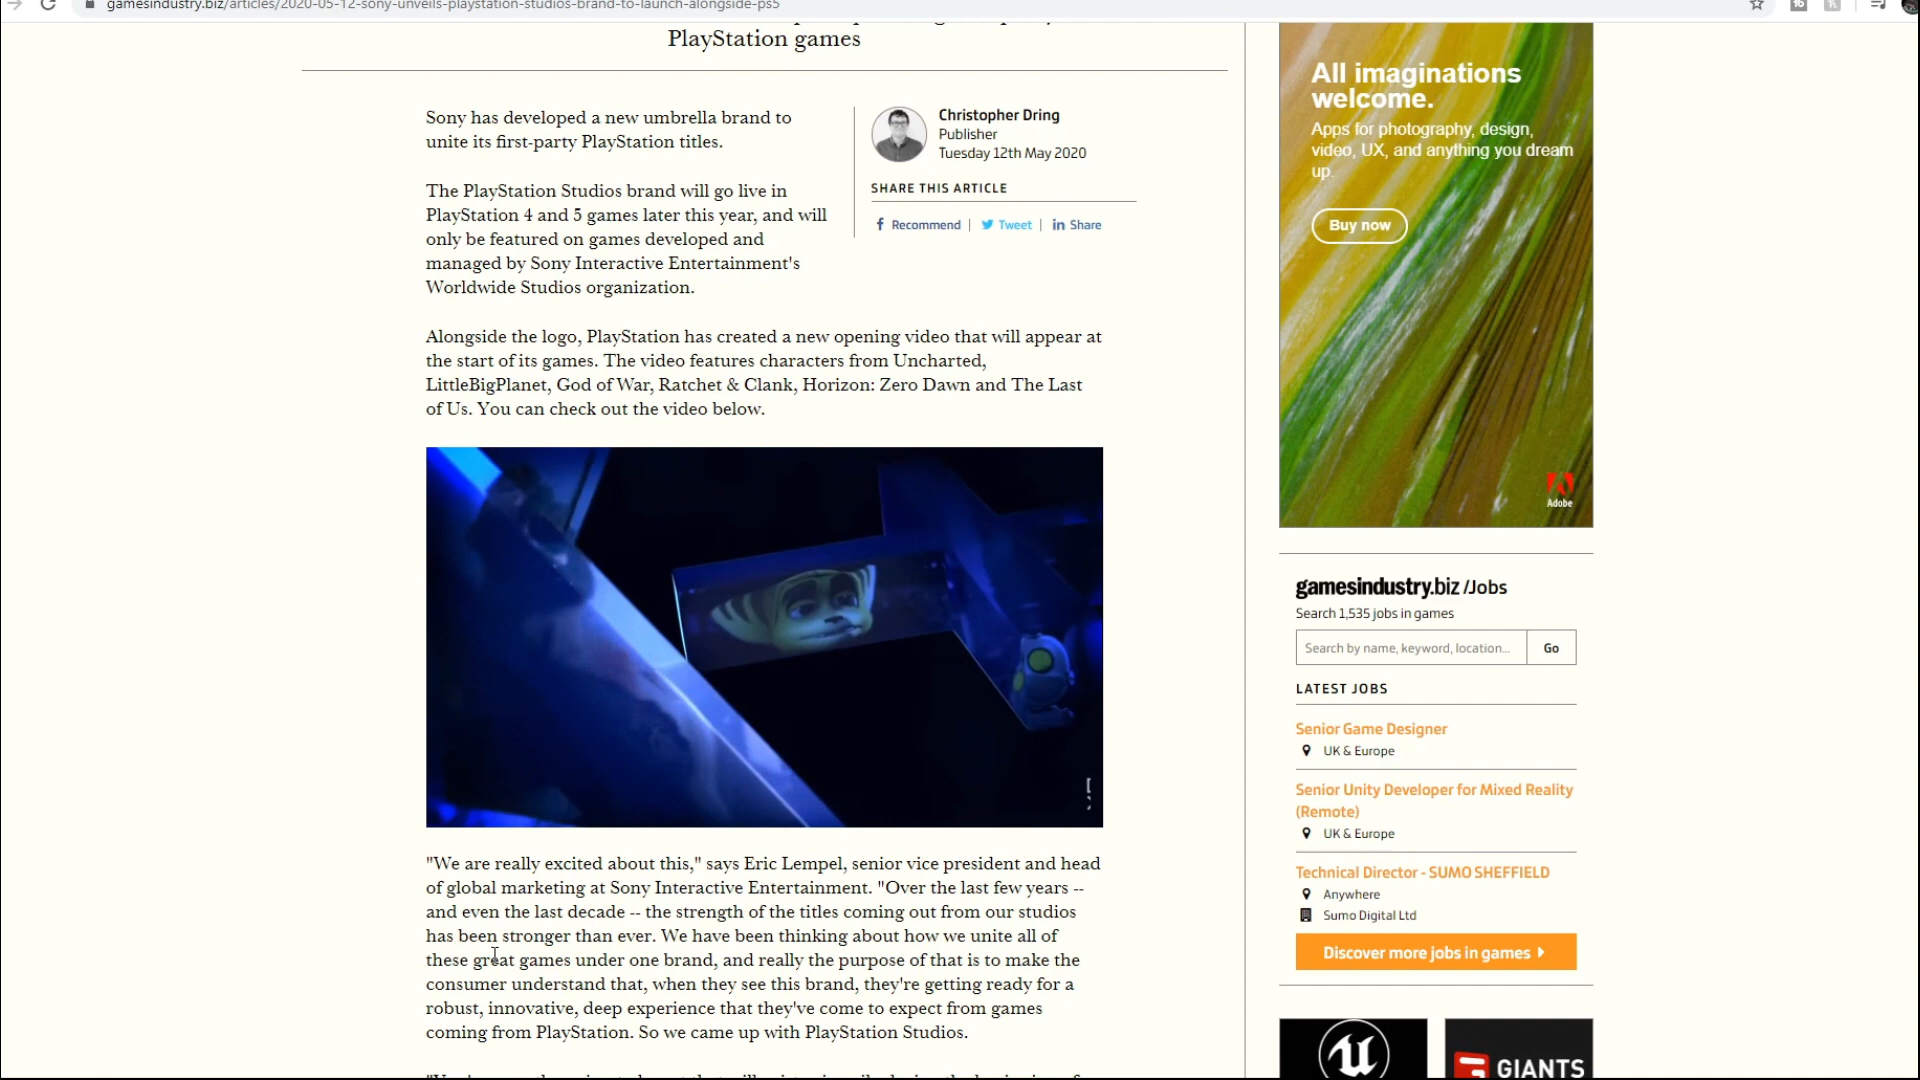 gamesindustry.biz/articles/2020-05-12-sony-unveils-playstation-studios-brand-to-launch-alongside-ps5
PlayStation games
Sony has developed a new umbrella brand to
unite its first-party PlayStation titles.
The PlayStation Studios brand will go live in
PlayStation 4 and 5 games later this year, and will
only be featured on games developed and
managed by Sony Interactive Entertainment's
Worldwide Studios organization.
Christopher Dring
Publisher
Tuesday 12th May 2020
SHARE THIS ARTICLE
Recommend | Tweet | in Share
Alongside the logo, PlayStation has created a new opening video that will appear at
the start of its games. The video features characters from Uncharted,
LittleBigPlanet, God of War, Ratchet & Clank, Horizon: Zero Dawn and The Last
of Us. You can check out the video below.
"We are really excited about this," says Eric Lempel, senior vice president and head
of global marketing at Sony Interactive Entertainment. "Over the last few years --
and even the last decade -- the strength of the titles coming out from our studios
has been stronger than ever. We have been thinking about how we unite all of
these great games under one brand, and really the purpose of that is to make the
consumer understand that, when they see this brand, they're getting ready for a
robust, innovative, deep experience that they've come to expect from games
coming from PlayStation. So we came up with PlayStation Studios.
All imaginations
welcome.
Apps for photography, design,
video, UX, and anything you dream
up.
Buy now
Adobe
gamesindustry.biz /Jobs
Search 1,535 jobs in games
Search by name, keyword, location...
Go
LATEST JOBS
Senior Game Designer
UK & Europe
Senior Unity Developer for Mixed Reality
(Remote)
UK & Europe
Technical Director - SUMO SHEFFIELD
Anywhere
Sumo Digital Ltd
Discover more jobs in games
GIANTS